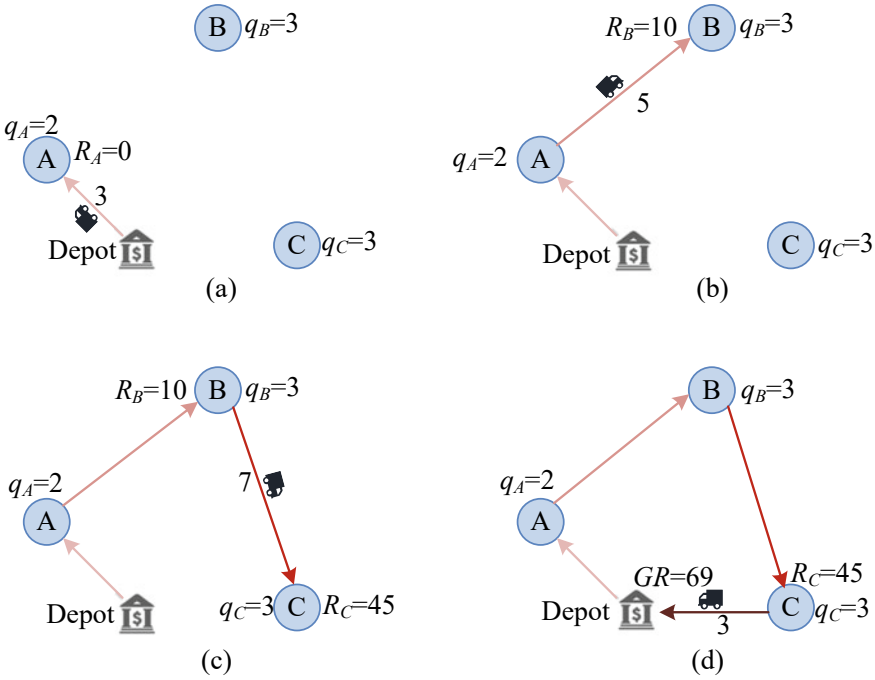 B q_B=3
q_A=2
A R_A=0
3
Depot $
C q_C=3
(a)
R_B=10 B q_B=3
5
q_A=2 A
Depot $
C q_C=3
(b)
R_B=10 B q_B=3
q_A=2
7
A
Depot $
q_C=3 C R_C=45
(c)
B q_B=3
q_A=2
A
GR=69 R_C=45
Depot $
3
C q_C=3
(d)